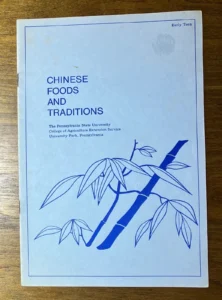 CHINESE
FOODS
AND
TRADITIONS
The Pennsylvania State University
College of Agriculture Extension Service
University Park, Pennsylvania